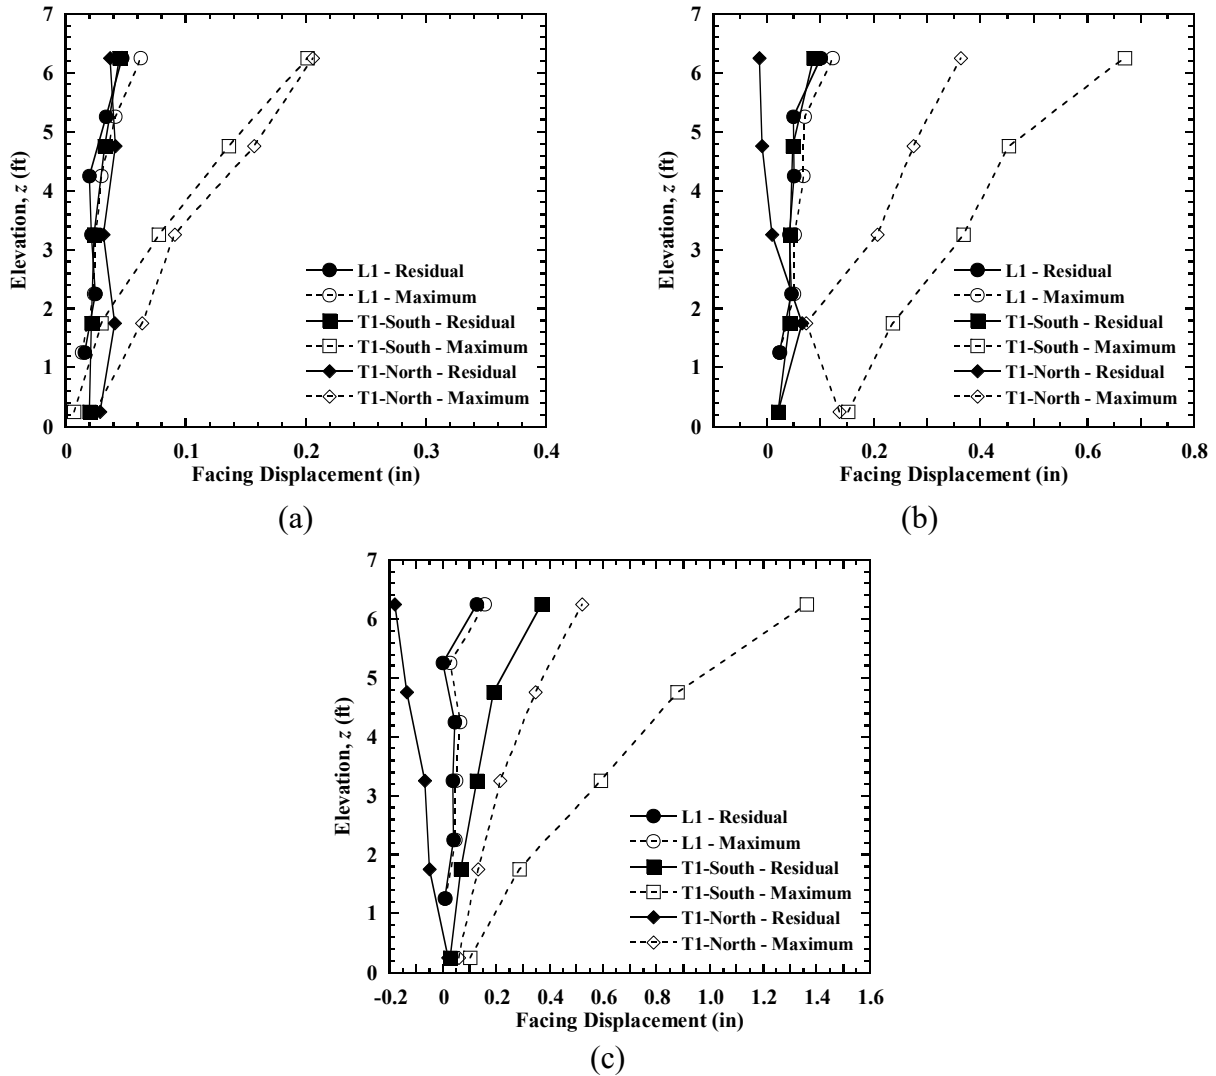 7
6
5
4
3
2
1
0
Elevation, z (ft)
L1 - Residual
L1 - Maximum
T1-South - Residual
T1-South - Maximum
T1-North - Residual
T1-North - Maximum
0 0.1 0.2 0.3 0.4
Facing Displacement (in)
(a)
7
6
5
4
3
2
1
0
Elevation, z (ft)
L1 - Residual
L1 - Maximum
T1-South - Residual
T1-South - Maximum
T1-North - Residual
T1-North - Maximum
0 0.2 0.4 0.6 0.8
Facing Displacement (in)
(b)
7
6
5
4
3
2
1
0
Elevation, z (ft)
L1 - Residual
L1 - Maximum
T1-South - Residual
T1-South - Maximum
T1-North - Residual
T1-North - Maximum
-0.2 0 0.2 0.4 0.6 0.8 1.0 1.2 1.4 1.6
Facing Displacement (in)
(c)